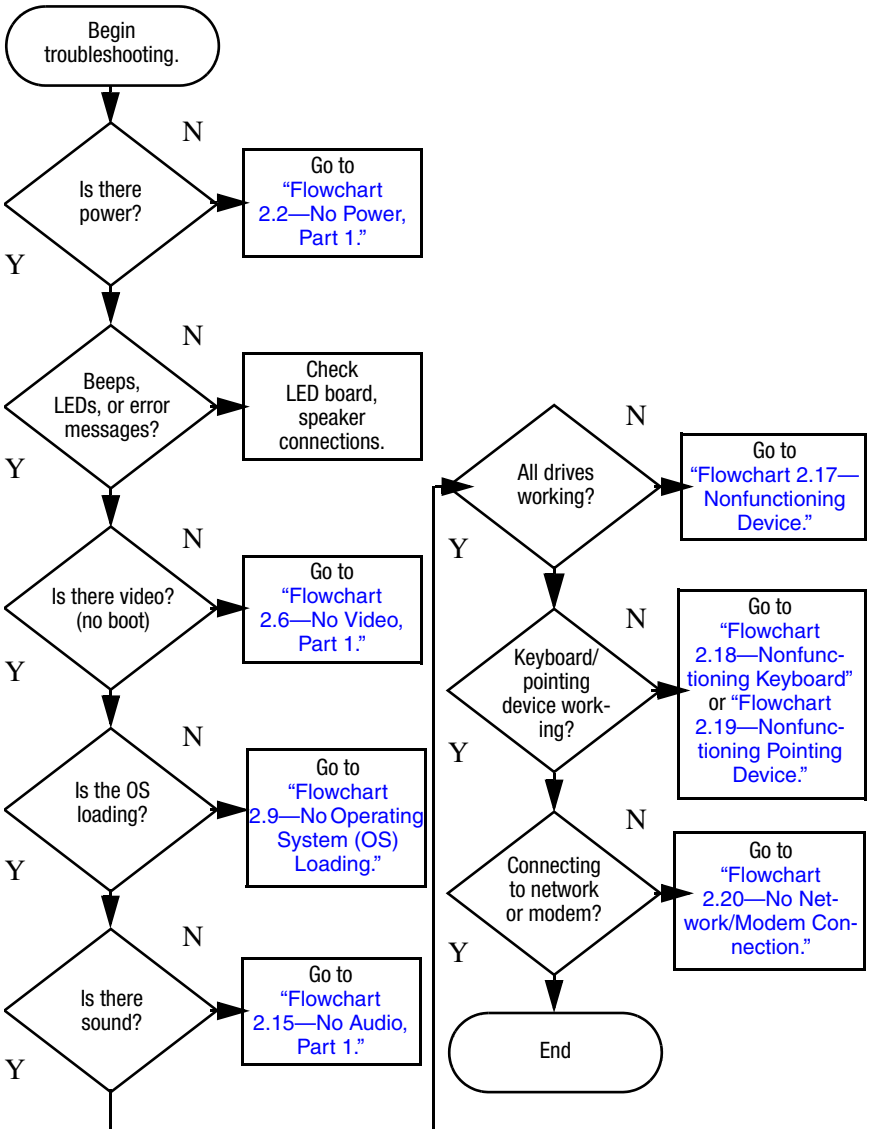 Begin
troubleshooting.
N
Is there
power?
Go to
“Flowchart
2.2—No Power,
Part 1.”
Y
N
Beeps,
LEDs, or error
messages?
Check
LED board,
speaker
connections.
Y
N
Is there video?
(no boot)
Go to
“Flowchart
2.6—No Video,
Part 1.”
Y
N
Is the OS
loading?
Go to
“Flowchart
2.9—No Operating
System (OS)
Loading.”
Y
N
Is there
sound?
Go to
“Flowchart
2.15—No Audio,
Part 1.”
Y
N
All drives
working?
Go to
“Flowchart 2.17—
Nonfunctioning
Device.”
Y
N
Keyboard/
pointing
device work-
ing?
Go to
“Flowchart
2.18—Nonfunc-
tioning Keyboard”
or “Flowchart
2.19—Nonfunc-
tioning Pointing
Device.”
Y
N
Connecting
to network
or modem?
Go to
“Flowchart
2.20—No Net-
work/Modem Con-
nection.”
Y
End